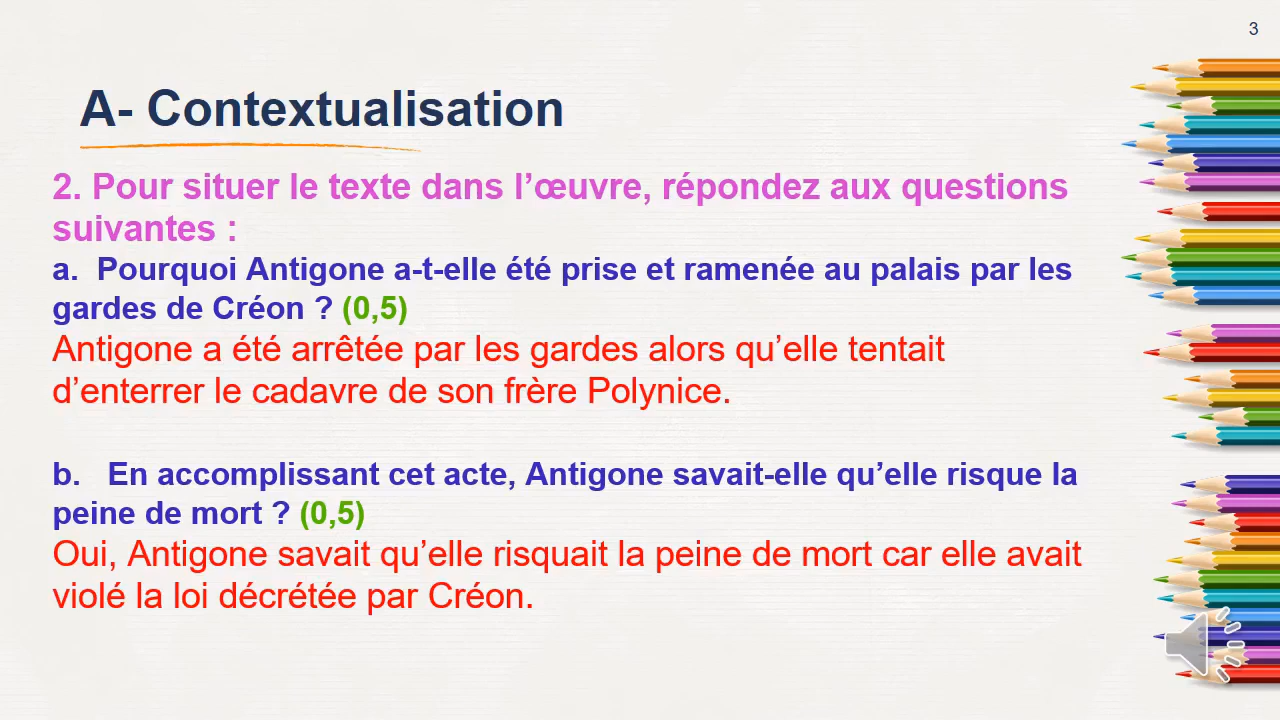 3
A- Contextualisation
2. Pour situer le texte dans l’œuvre, répondez aux questions
suivantes :
a. Pourquoi Antigone a-t-elle été prise et ramenée au palais par les
gardes de Créon ? (0,5)
Antigone a été arrêtée par les gardes alors qu’elle tentait
d’enterrer le cadavre de son frère Polynice.
b. En accomplissant cet acte, Antigone savait-elle qu’elle risque la
peine de mort ? (0,5)
Oui, Antigone savait qu’elle risquait la peine de mort car elle avait
violé la loi décrétée par Créon.